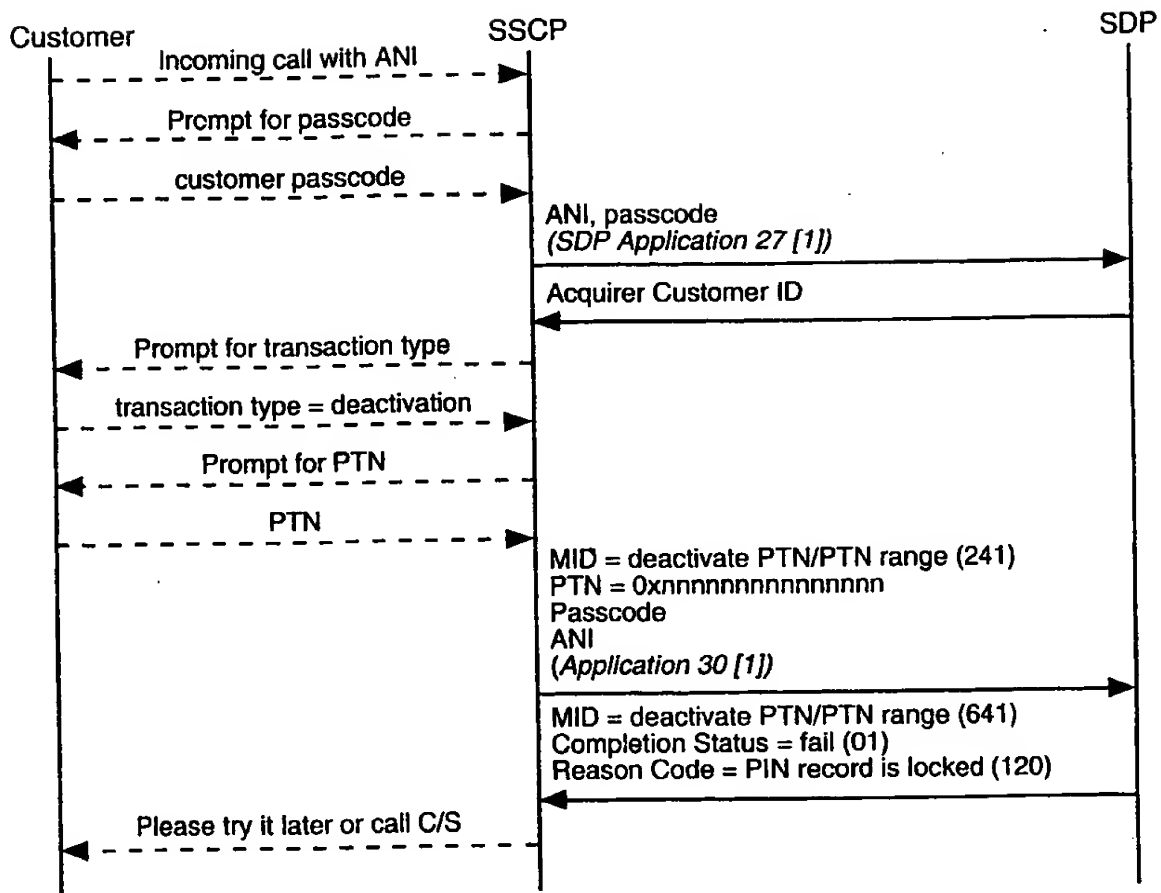 Customer
SSCP
SDP
Incoming call with ANI
Prompt for passcode
customer passcode
ANI, passcode
(SDP Application 27 [1])
Acquirer Customer ID
Prompt for transaction type
transaction type = deactivation
Prompt for PTN
PTN
MID = deactivate PTN/PTN range (241)
PTN = 0xnnnnnnnnnnnnnnnn
Passcode
ANI
(Application 30 [1])
MID = deactivate PTN/PTN range (641)
Completion Status = fail (01)
Reason Code = PIN record is locked (120)
Please try it later or call C/S